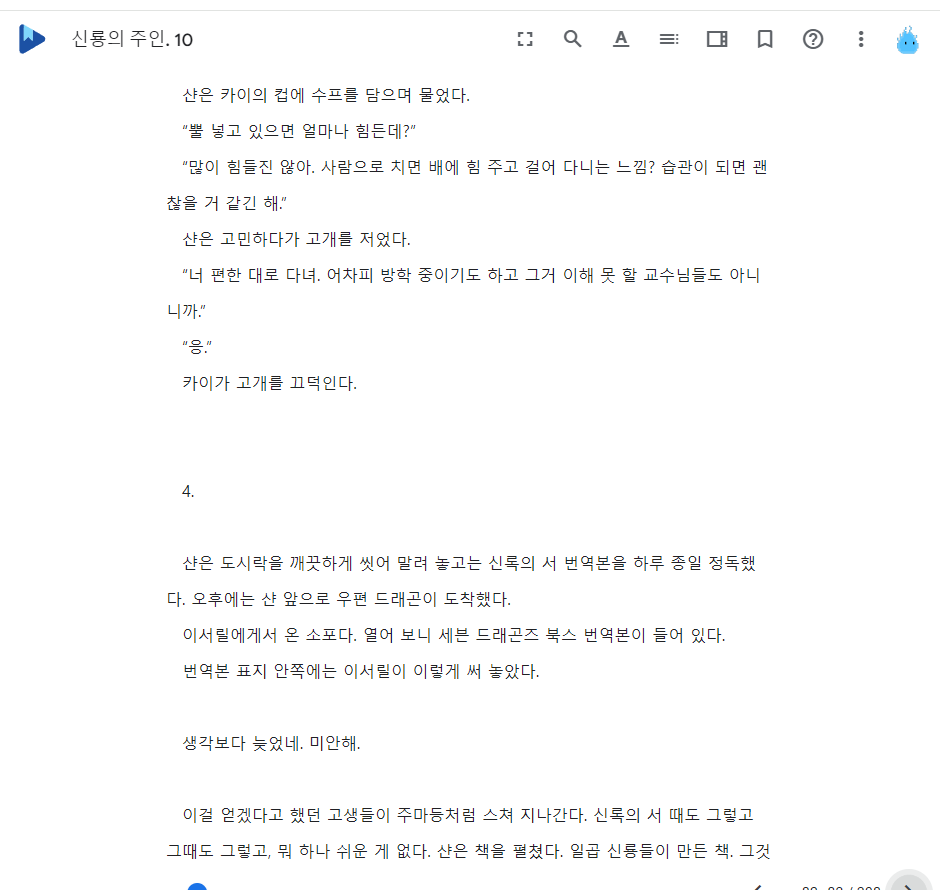 신룡의 주인. 10
샨은 카이의 컵에 수프를 담으며 물었다.
“뿔 넣고 있으면 얼마나 힘든데?”
“많이 힘들진 않아. 사람으로 치면 배에 힘 주고 걸어 다니는 느낌? 습관이 되면 괜
찮을 거 같긴 해.”
샨은 고민하다가 고개를 저었다.
“너 편한 대로 다녀. 어차피 방학 중이기도 하고 그거 이해 못 할 교수님들도 아니
니까.”
“응.”
카이가 고개를 끄덕인다.
4.
샨은 도시락을 깨끗하게 씻어 말려 놓고는 신록의 서 번역본을 하루 종일 정독했
다. 오후에는 샨 앞으로 우편 드래곤이 도착했다.
이서릴에게서 온 소포다. 열어 보니 세븐 드래곤즈 북스 번역본이 들어 있다.
번역본 표지 안쪽에는 이서릴이 이렇게 써 놓았다.
생각보다 늦었네. 미안해.
이걸 얻겠다고 했던 고생들이 주마등처럼 스쳐 지나간다. 신록의 서 때도 그렇고
그때도 그렇고, 뭐 하나 쉬운 게 없다. 샨은 책을 펼쳤다. 일곱 신룡들이 만든 책. 그것